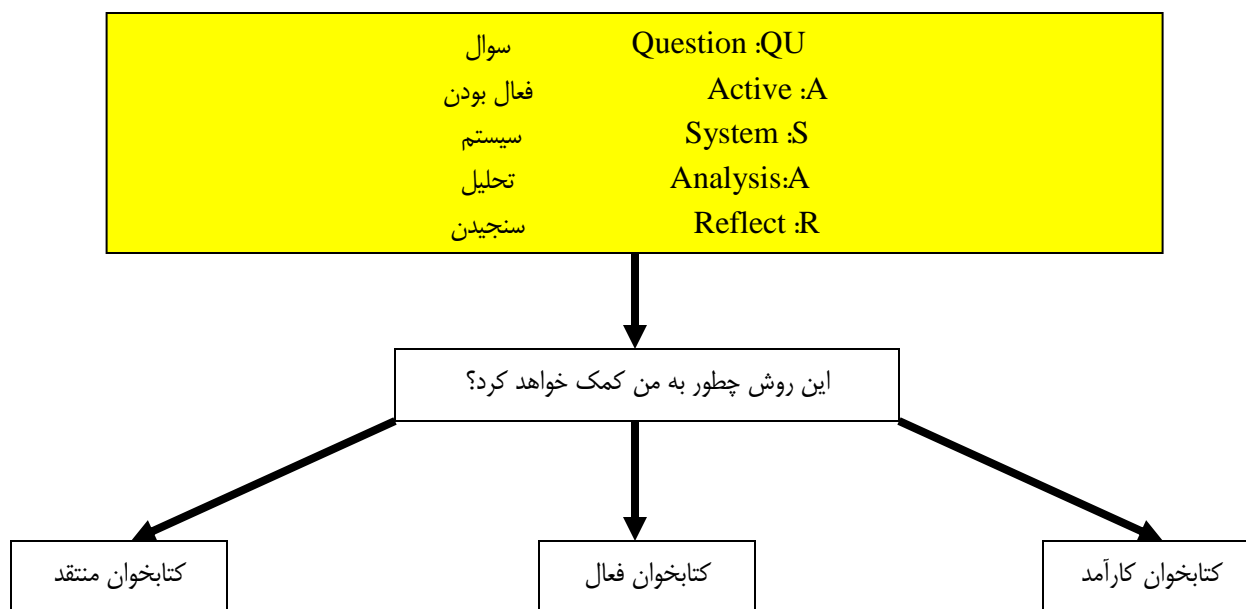 QU: Question سوال
A: Active فعال بودن
S: System سیستم
A:Analysis تحلیل
R: Reflect سنجیدن
این روش چطور به من کمک خواهد کرد؟
کتابخوان کارآمد
کتابخوان فعال
کتابخوان منتقد